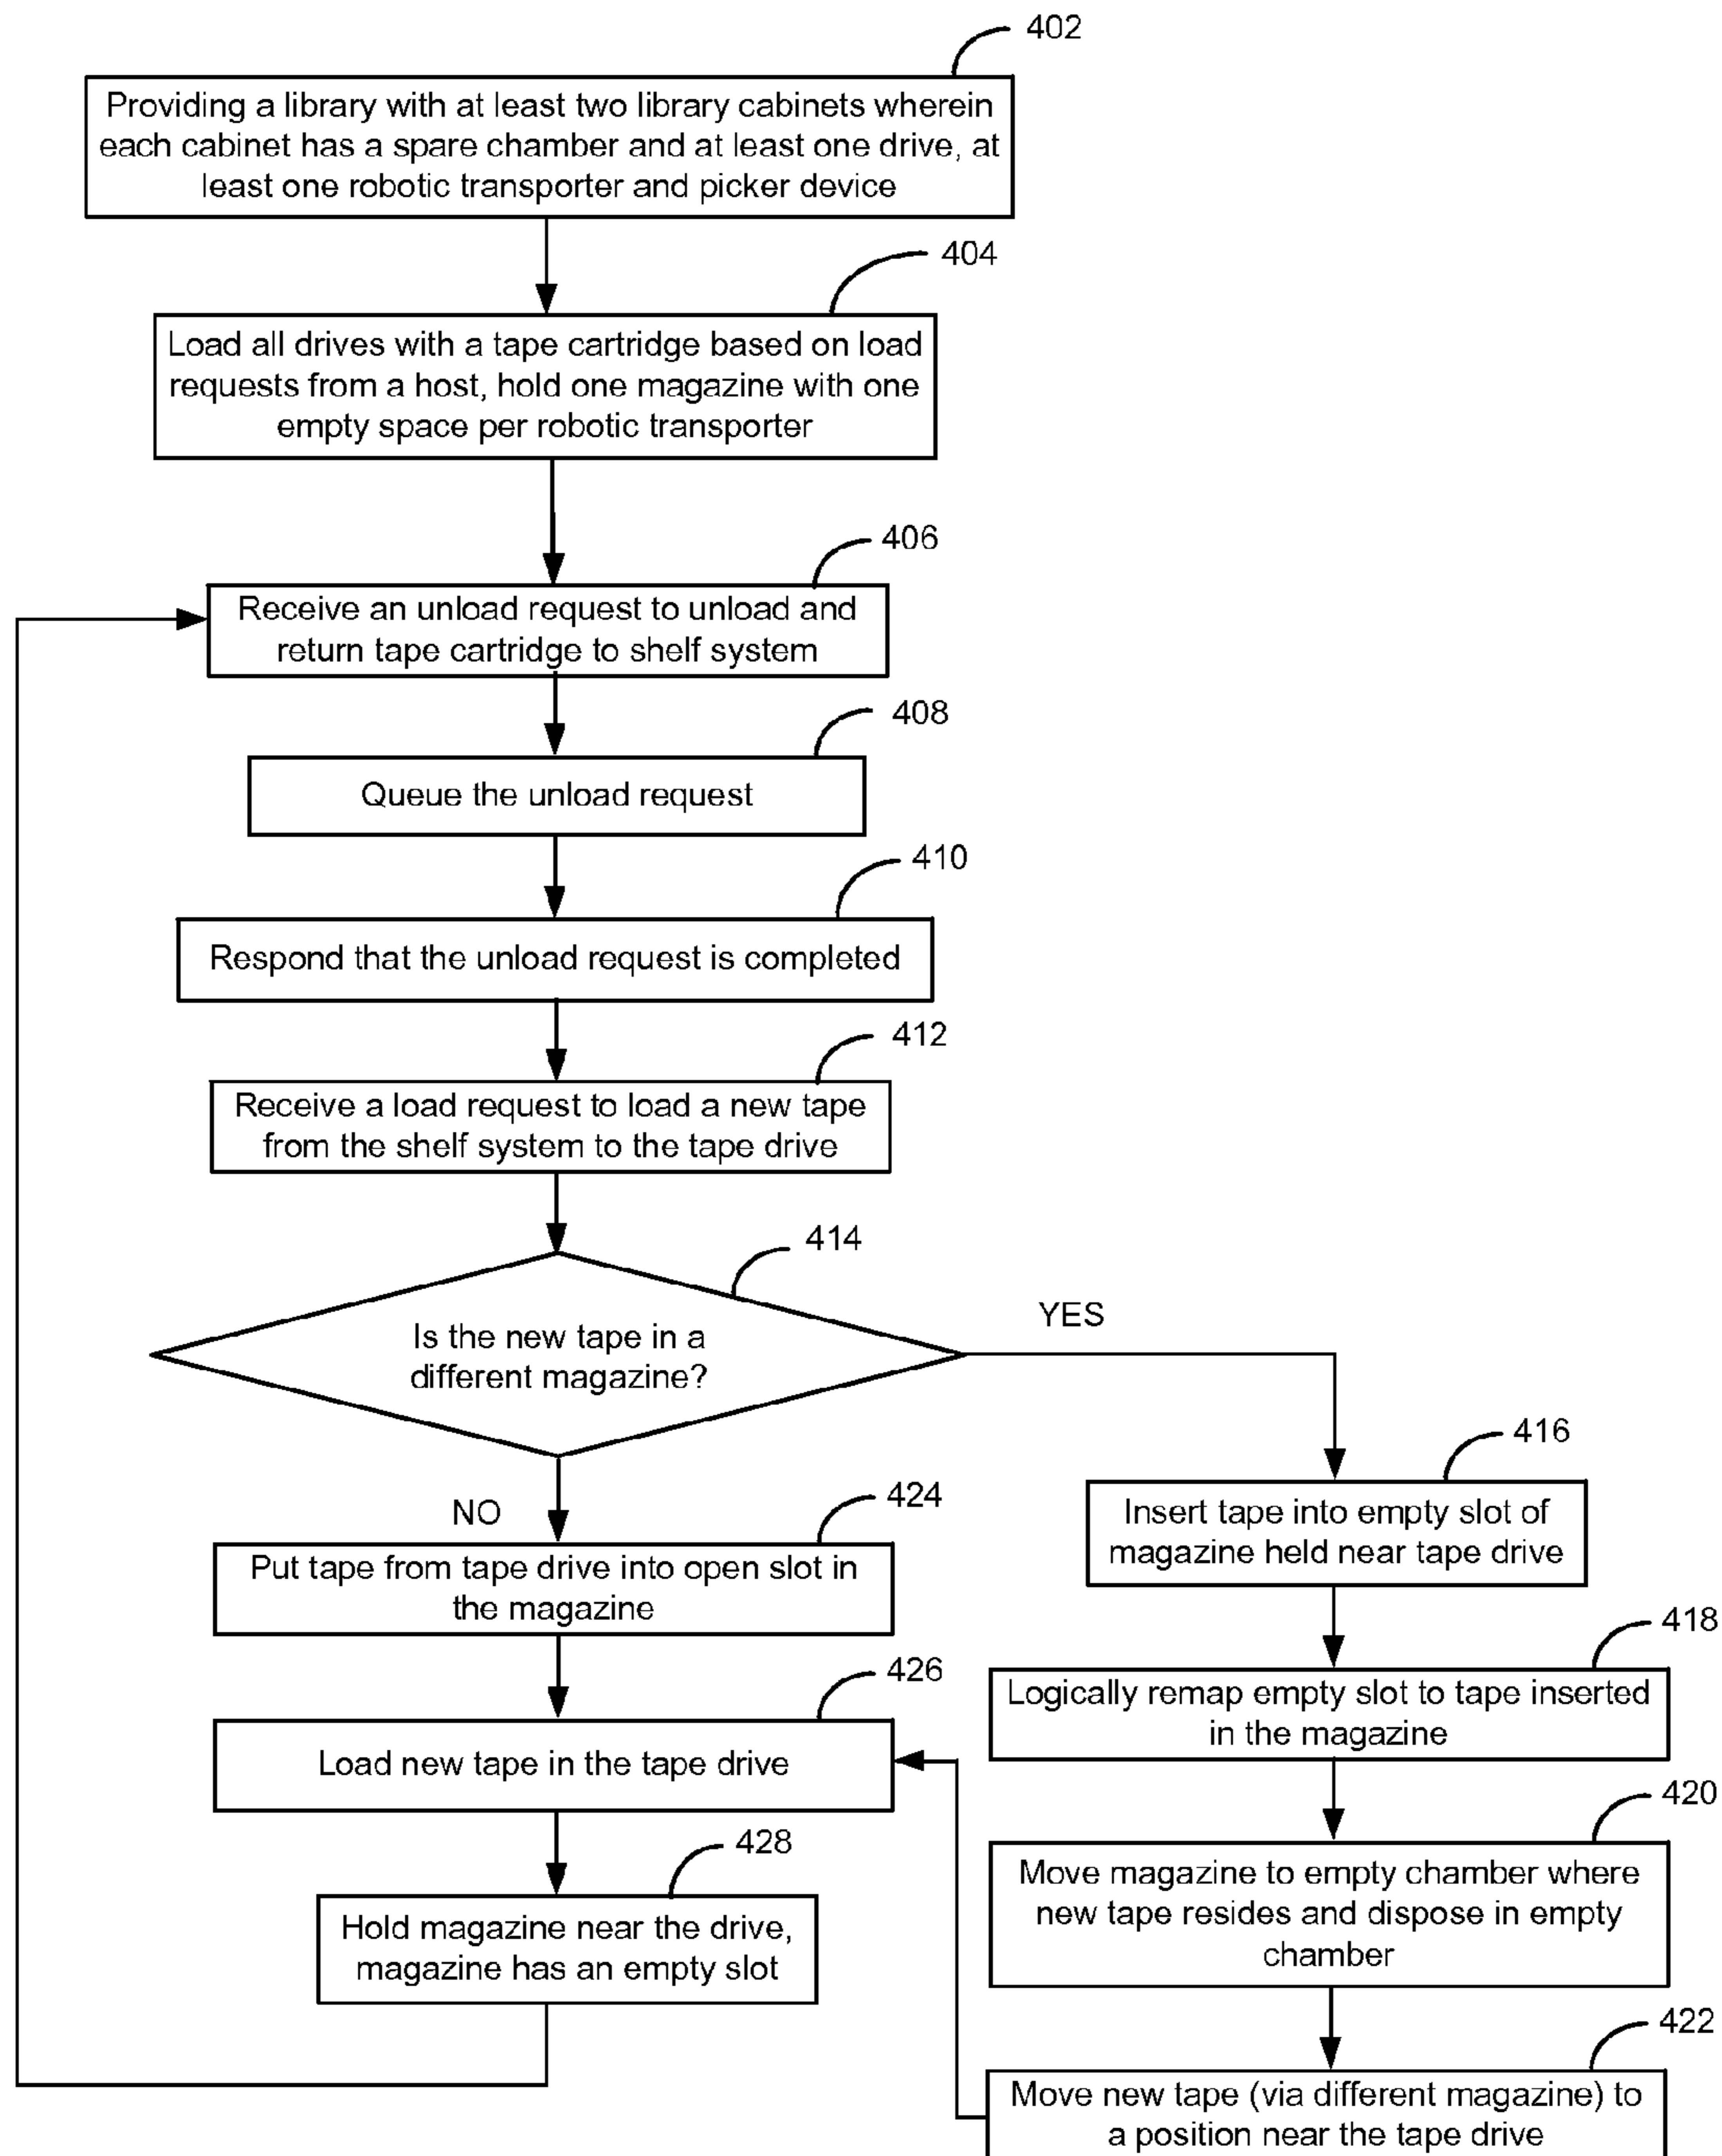 402
Providing a library with at least two library cabinets wherein
each cabinet has a spare chamber and at least one drive, at
least one robotic transporter and picker device
404
Load all drives with a tape cartridge based on load
requests from a host, hold one magazine with one
empty space per robotic transporter
406
Receive an unload request to unload and
return tape cartridge to shelf system
408
Queue the unload request
410
Respond that the unload request is completed
412
Receive a load request to load a new tape
from the shelf system to the tape drive
414
Is the new tape in a
different magazine?
YES
NO
416
Insert tape into empty slot of
magazine held near tape drive
418
Logically remap empty slot to tape inserted
in the magazine
420
Move magazine to empty chamber where
new tape resides and dispose in empty
chamber
422
Move new tape (via different magazine) to
a position near the tape drive
424
Put tape from tape drive into open slot in
the magazine
426
Load new tape in the tape drive
428
Hold magazine near the drive,
magazine has an empty slot